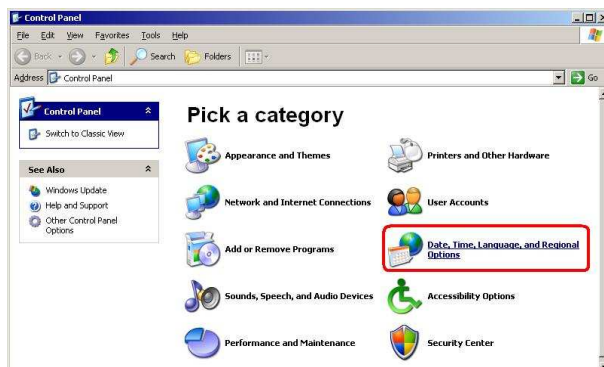 Control Panel
File Edit View Favorites Tools Help
Back Search Folders
Address Control Panel Go
Control Panel
Switch to Classic View
See Also
Windows Update
Help and Support
Other Control Panel
Options
Pick a category
Appearance and Themes
Printers and Other Hardware
Network and Internet Connections
User Accounts
Add or Remove Programs
Date, Time, Language, and Regional
Options
Sounds, Speech, and Audio Devices
Accessibility Options
Performance and Maintenance
Security Center